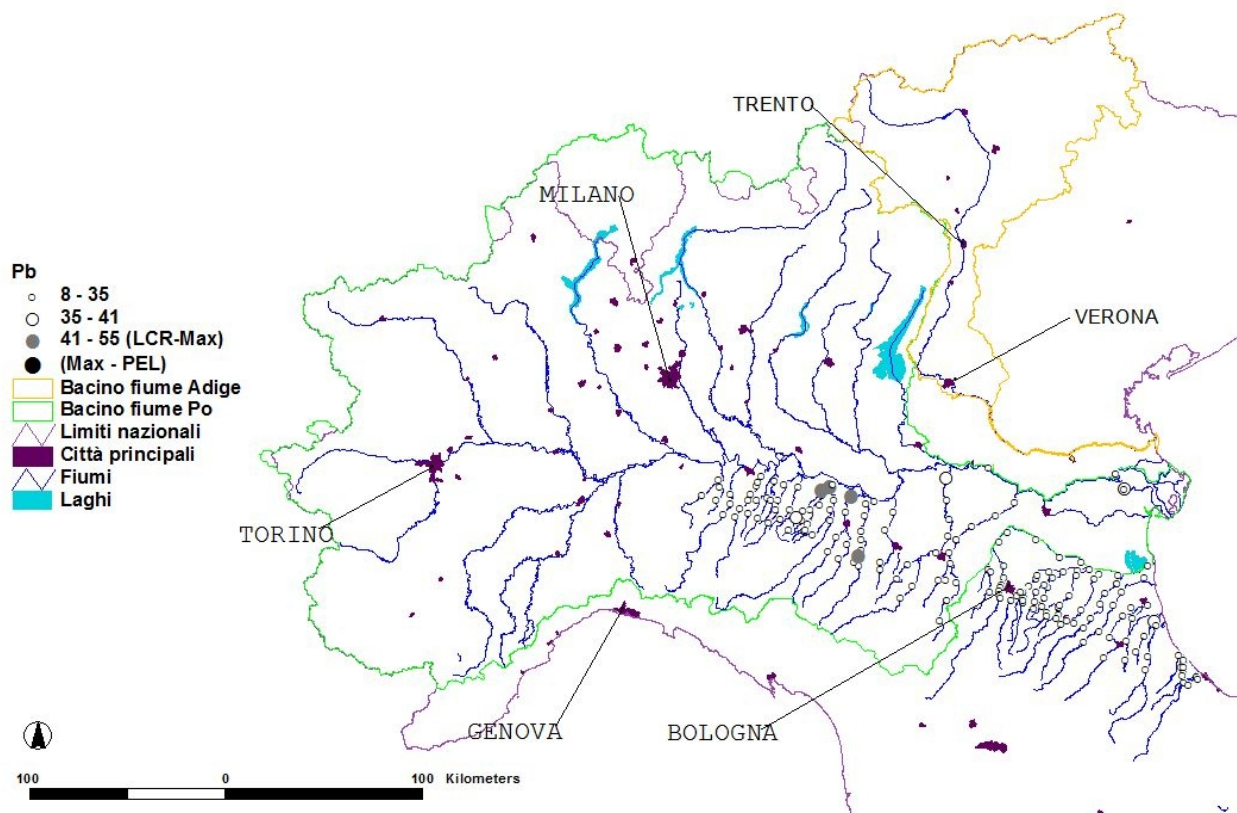 TRENTO
MILANO
VERONA
Pb
8 - 35
35 - 41
41 - 55 (LCR-Max)
(Max - PEL)
Bacino fiume Adige
Bacino fiume Po
Limiti nazionali
Città principali
Fiumi
Laghi
TORINO
GENOVA
BOLOGNA
100 0 100 Kilometers